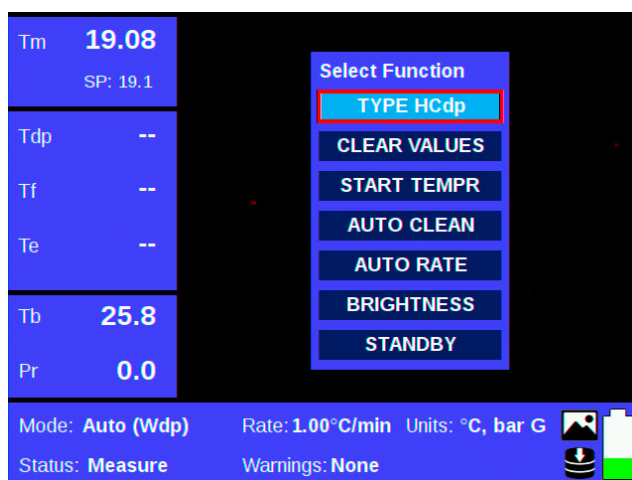 Tm 19.08
SP: 19.1
Tdp --
Tf --
Te --
Tb 25.8
Pr 0.0
Select Function
TYPE HCdp
CLEAR VALUES
START TEMPR
AUTO CLEAN
AUTO RATE
BRIGHTNESS
STANDBY
Mode: Auto (Wdp) Rate: 1.00°C/min Units: °C, bar G
Status: Measure Warnings: None